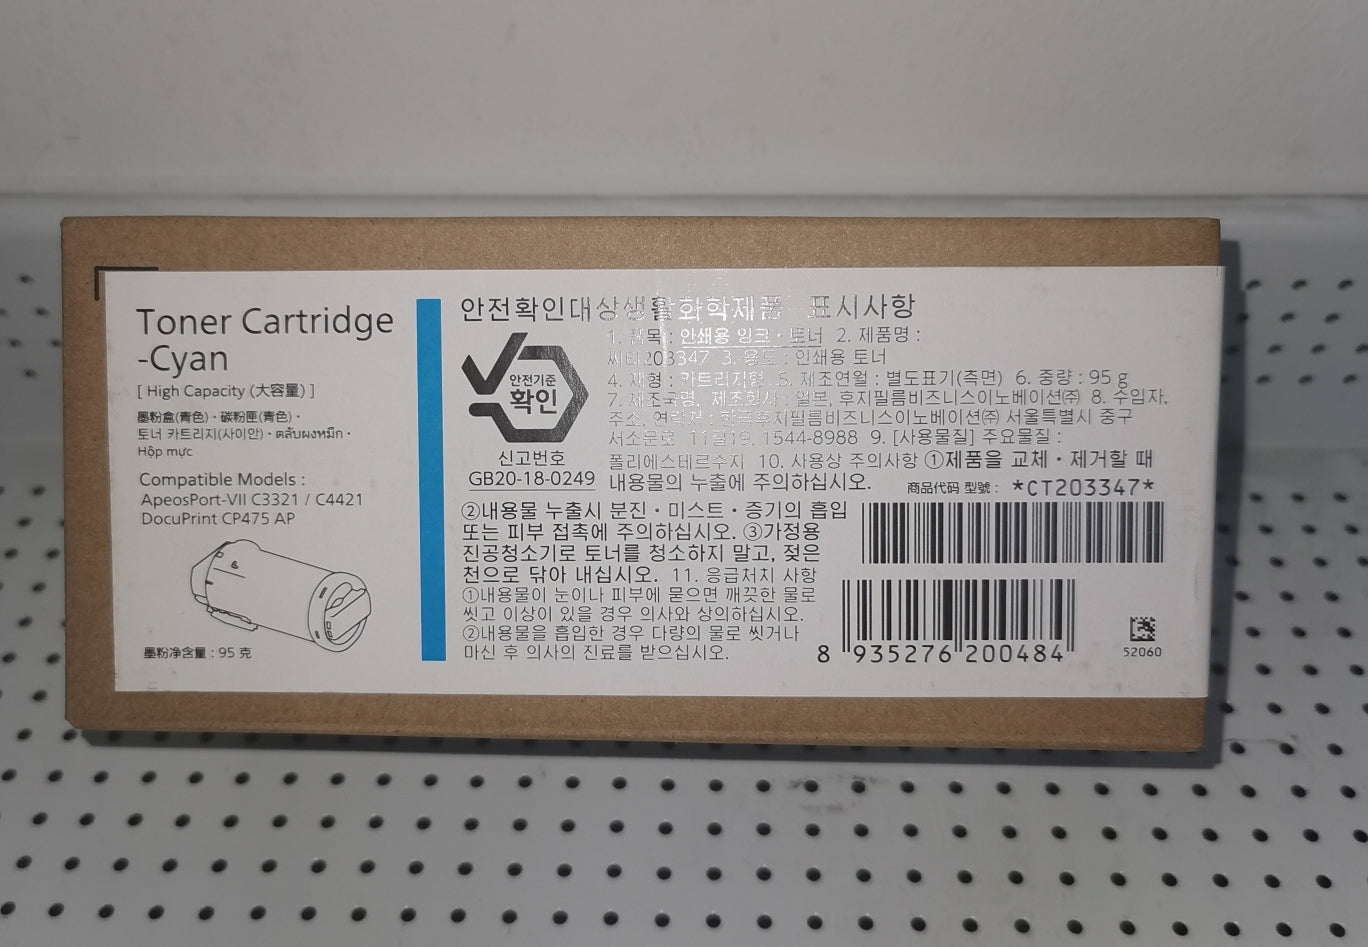 Toner Cartridge
-Cyan
[ High Capacity (大容量) ]
墨粉盒(青色)・碳粉匣(青色)・
토너 카트리지(사이안)・ตลับผงหมึก・
Hộp mực
Compatible Models :
ApeosPort-VII C3321 / C4421
DocuPrint CP475 AP
墨粉净含量 : 95 克
안전확인대상생활화학제품 표시사항
안전기준
확인
신고번호
GB20-18-0249
1. 품목 : 인쇄용 잉크・토너 2. 제품명 :
씨티203347 3. 용도 : 인쇄용 토너
4. 제형 : 카트리지형 5. 제조연월 : 별도표기(측면) 6. 중량 : 95 g
7. 제조국명, 제조회사 : 일본, 후지필름비즈니스이노베이션㈜ 8. 수입자,
주소, 연락처 : 한국후지필름비즈니스이노베이션㈜ 서울특별시 중구
서소문로 11길19, 1544-8988 9. [사용물질] 주요물질 :
폴리에스테르수지 10. 사용상 주의사항 ①제품을 교체・제거할 때
내용물의 누출에 주의하십시오.
②내용물 누출시 분진・미스트・증기의 흡입
또는 피부 접촉에 주의하십시오. ③가정용
진공청소기로 토너를 청소하지 말고, 젖은
천으로 닦아 내십시오. 11. 응급처치 사항
①내용물이 눈이나 피부에 묻으면 깨끗한 물로
씻고 이상이 있을 경우 의사와 상의하십시오.
②내용물을 흡입한 경우 다량의 물로 씻거나
마신 후 의사의 진료를 받으십시오.
商品代码 型號 : *CT203347*
8 935276 200484
52060